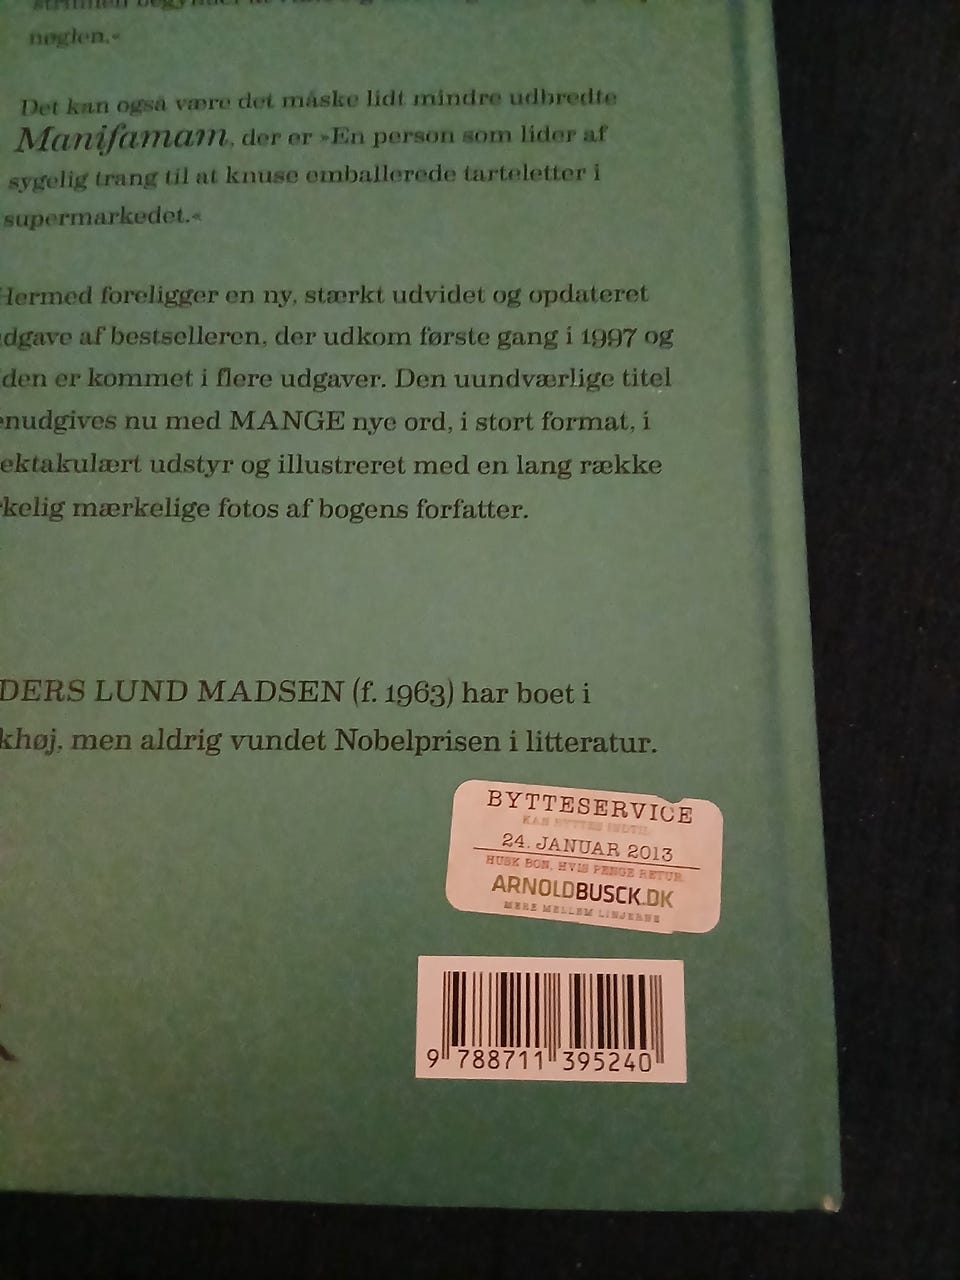 nøglen.«
Det kan også være det måske lidt mindre udbredte
Manifamam, der er »En person som lider af
sygelig trang til at knuse emballerede tarteletter i
supermarkedet.«
Hermed foreligger en ny, stærkt udvidet og opdateret
dgave af bestselleren, der udkom første gang i 1997 og
den er kommet i flere udgaver. Den uundværlige titel
enudgives nu med MANGE nye ord, i stort format, i
ektakulært udstyr og illustreret med en lang række
kelig mærkelige fotos af bogens forfatter.
DERS LUND MADSEN (f. 1963) har boet i
khøj, men aldrig vundet Nobelprisen i litteratur.
BYTTESERVICE
KAN BYTTES INDTIL
24. JANUAR 2013
HUSK BON, HVIS PENGE RETUR.
ARNOLDBUSCK.DK
MERE MELLEM LINJERNE
9 788711 395240